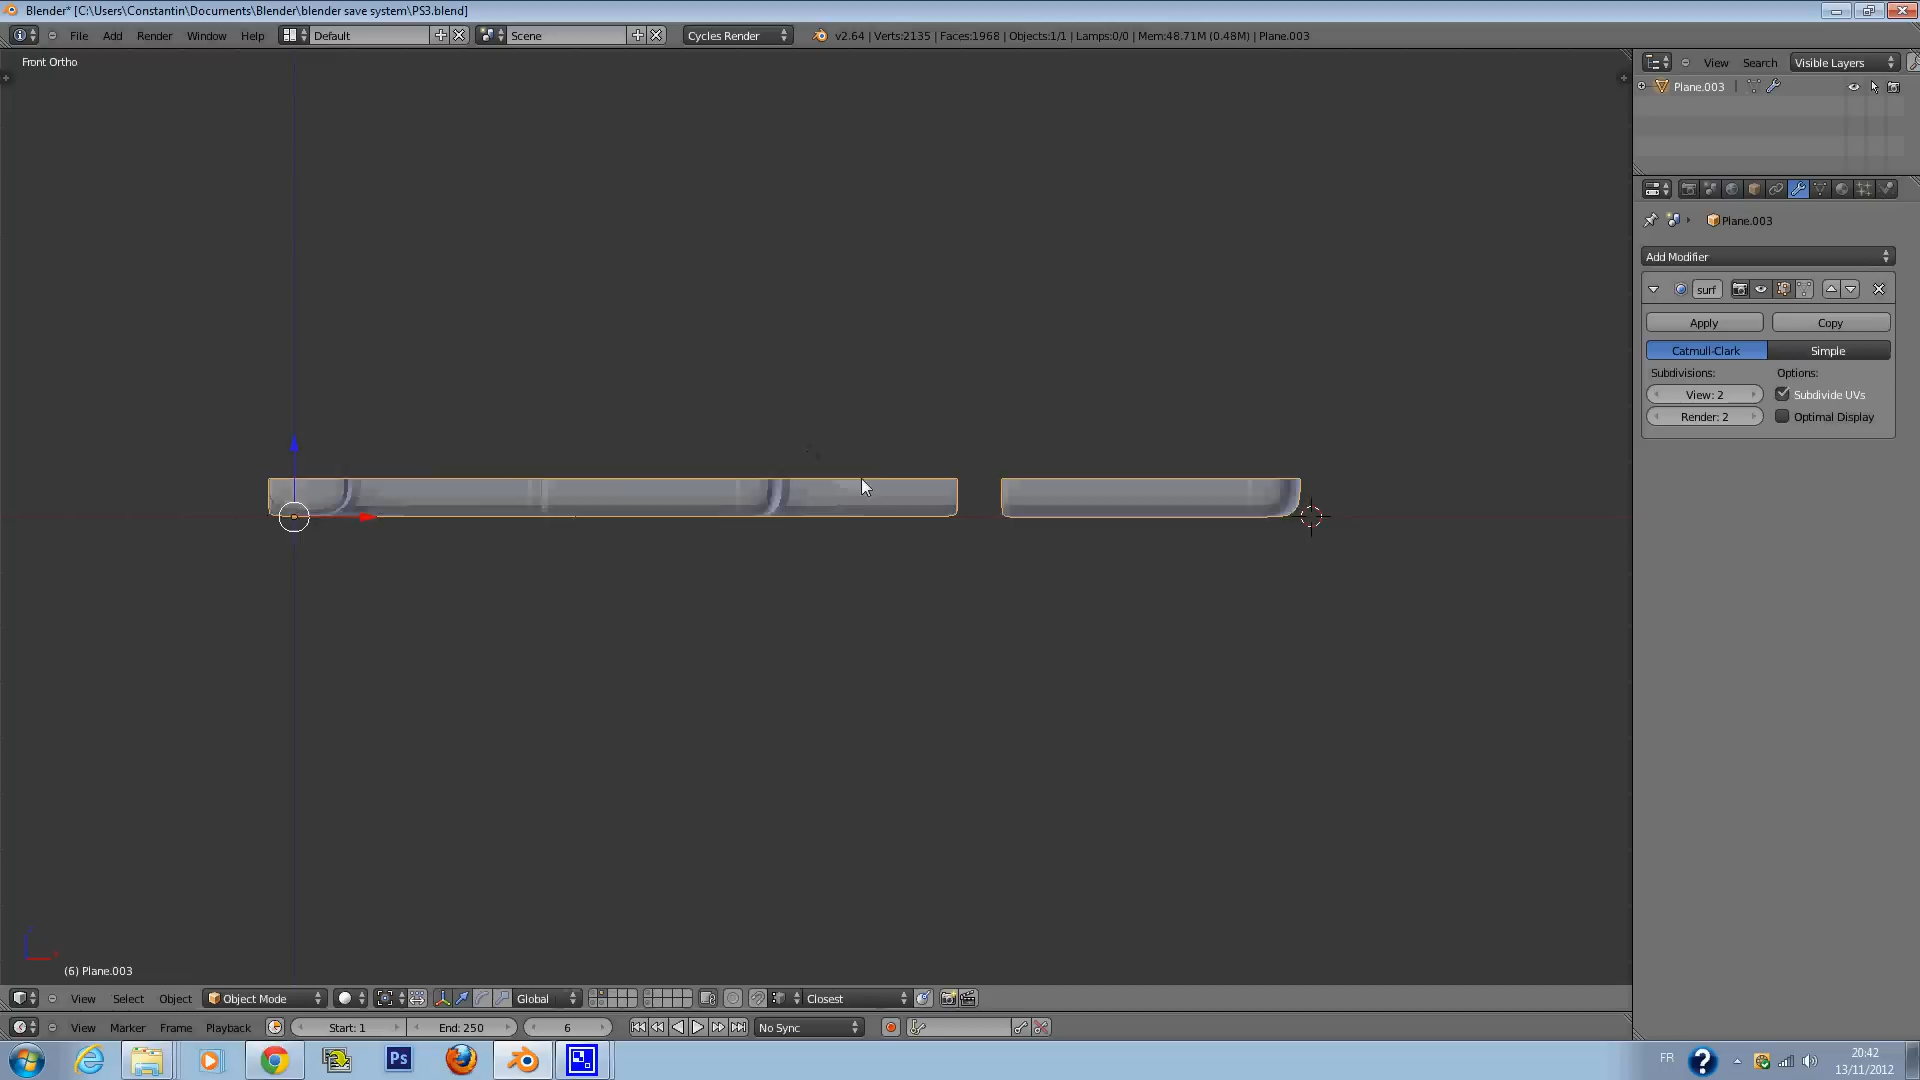 Blender* [C:\Users\Constantin\Documents\Blender\blender save system\PS3.blend]
File Add Render Window Help Default Scene Cycles Render v2.64 | Verts:2135 | Faces:1968 | Objects:1/1 | Lamps:0/0 | Mem:48.71M (0.48M) | Plane.003
Front Ortho
View Search Visible Layers
Plane.003
Plane.003
Add Modifier
surf
Apply Copy
Catmull-Clark Simple
Subdivisions: Options:
View: 2 Subdivide UVs
Render: 2 Optimal Display
(6) Plane.003
View Select Object Object Mode Global Closest
View Marker Frame Playback Start: 1 End: 250 6 No Sync
Ps FR ? 20:42
13/11/2012